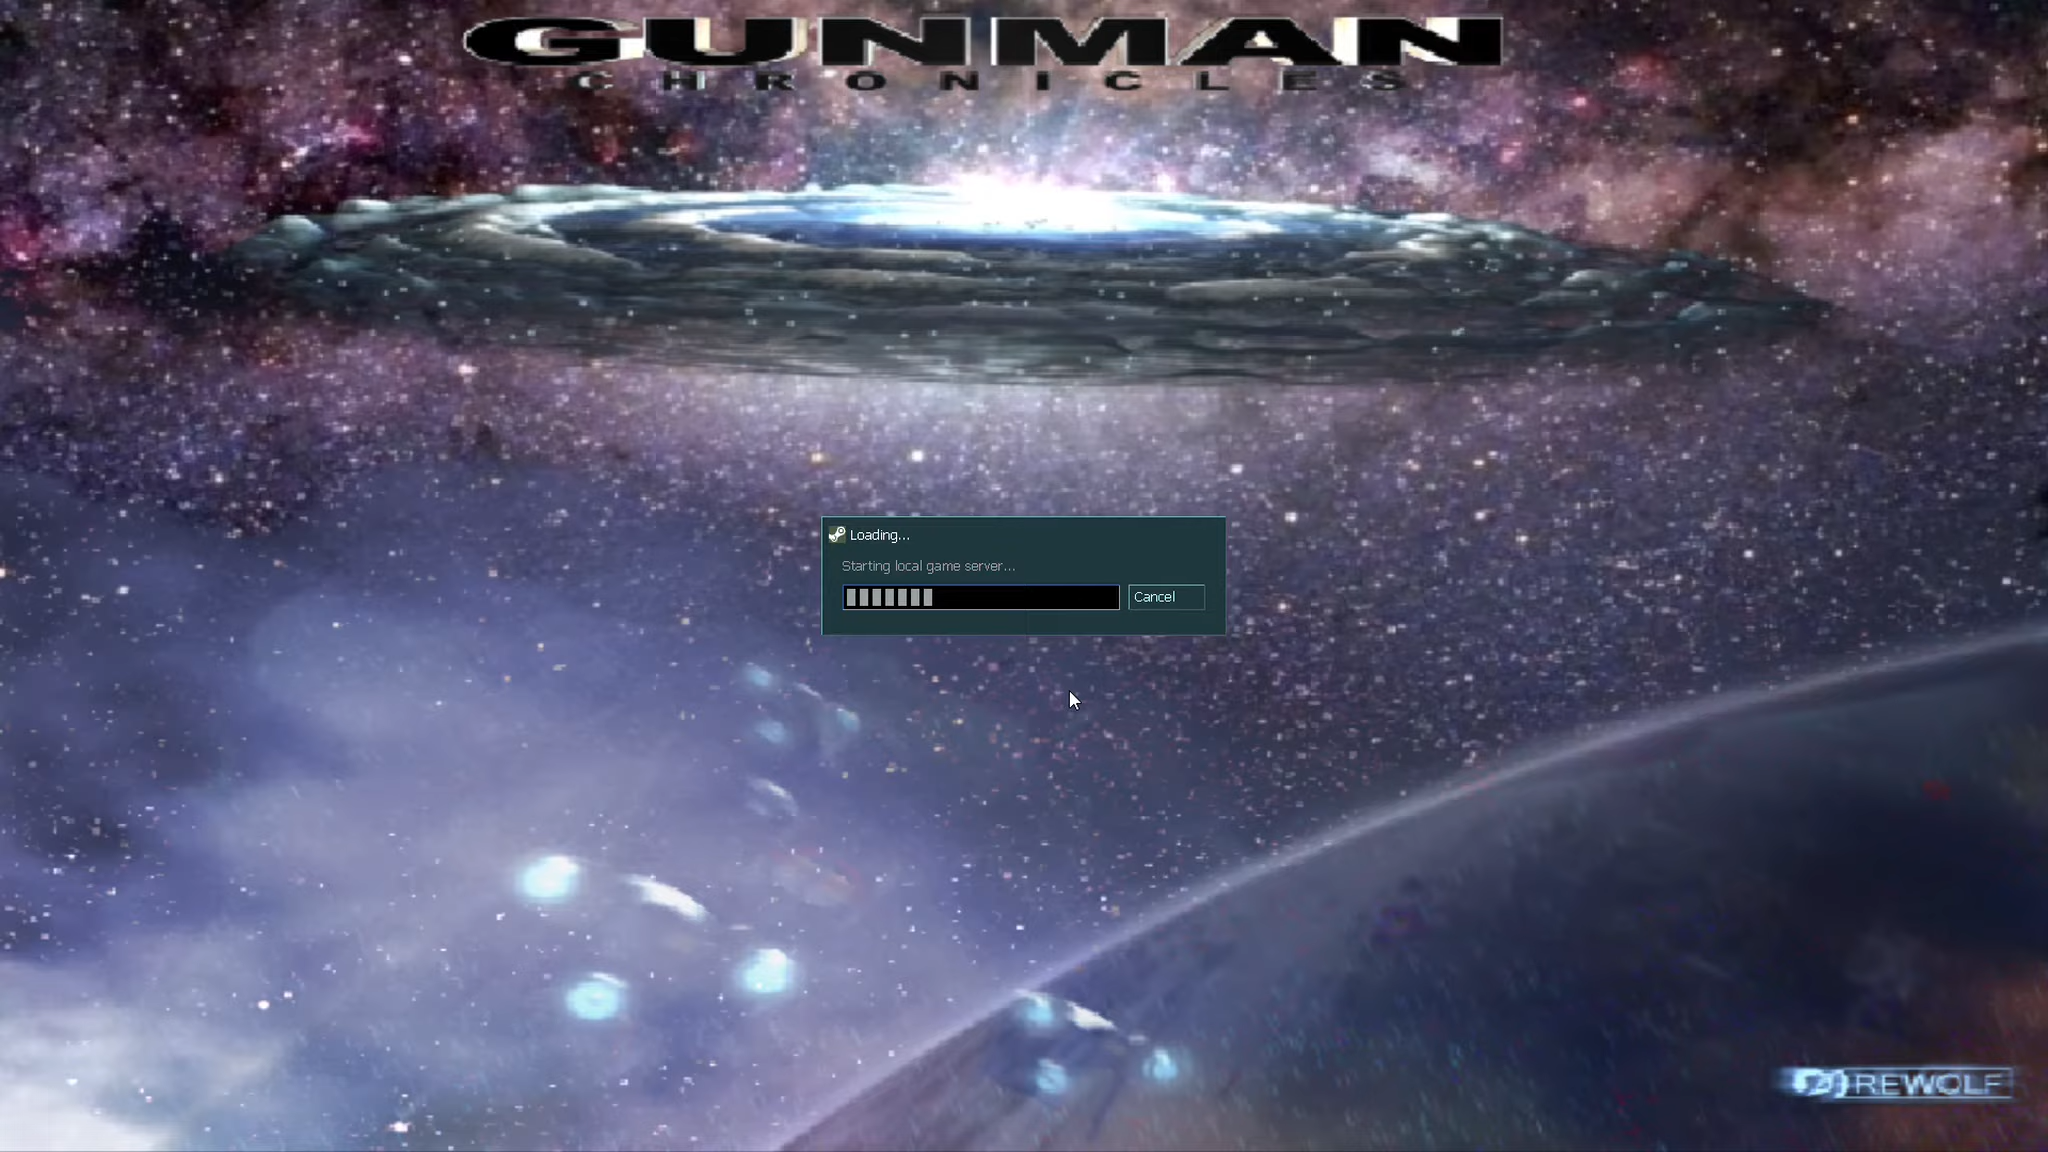 GUNMAN
CHRONICLES
Loading...
Starting local game server...
Cancel
REWOLF